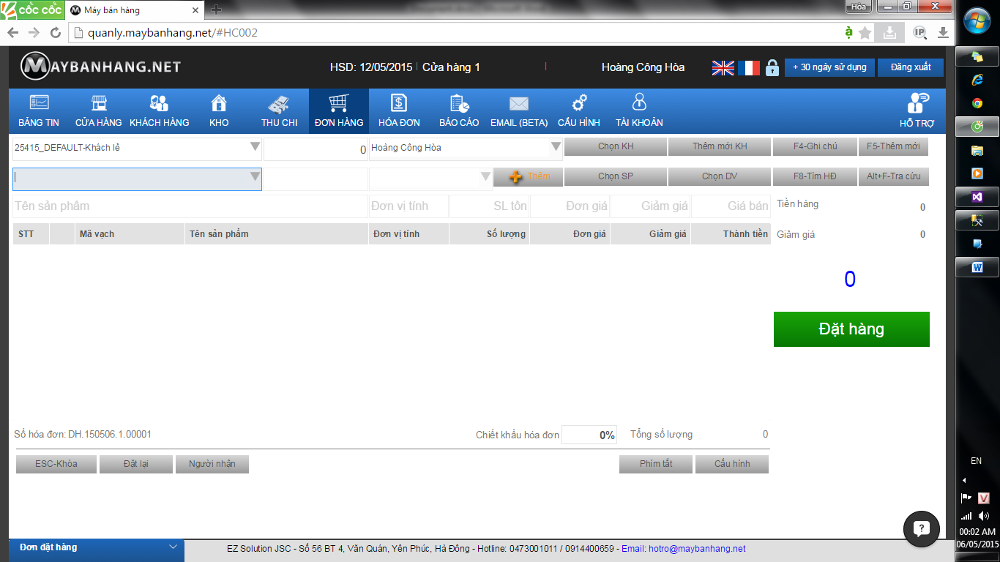 CỐC CỐC Máy bán hàng Hòa
quanly.maybanhang.net/#HC002 ạ IP
MAYBANHANG.NET HSD: 12/05/2015 | Cửa hàng 1 | Hoàng Công Hòa + 30 ngày sử dụng Đăng xuất
BẢNG TIN CỬA HÀNG KHÁCH HÀNG KHO THU CHI ĐƠN HÀNG HÓA ĐƠN BÁO CÁO EMAIL (BETA) CẤU HÌNH TÀI KHOẢN HỖ TRỢ
25415_DEFAULT-Khách lẻ 0 Hoàng Công Hòa Chọn KH Thêm mới KH F4-Ghi chú F5-Thêm mới
Thêm Chọn SP Chọn DV F8-Tìm HĐ Alt+F-Tra cứu
Tên sản phẩm Đơn vị tính SL tồn Đơn giá Giảm giá Giá bán Tiền hàng 0
STT Mã vạch Tên sản phẩm Đơn vị tính Số lượng Đơn giá Giảm giá Thành tiền Giảm giá 0
0
Đặt hàng
Số hóa đơn: DH.150506.1.00001 Chiết khấu hóa đơn 0% Tổng số lượng 0
ESC-Khóa Đặt lại Người nhận Phím tắt Cấu hình
EN
00:02 AM
06/05/2015
Đơn đặt hàng EZ Solution JSC - Số 56 BT 4, Văn Quán, Yên Phúc, Hà Đông - Hotline: 0473001011 / 0914400659 - Email: hotro@maybanhang.net